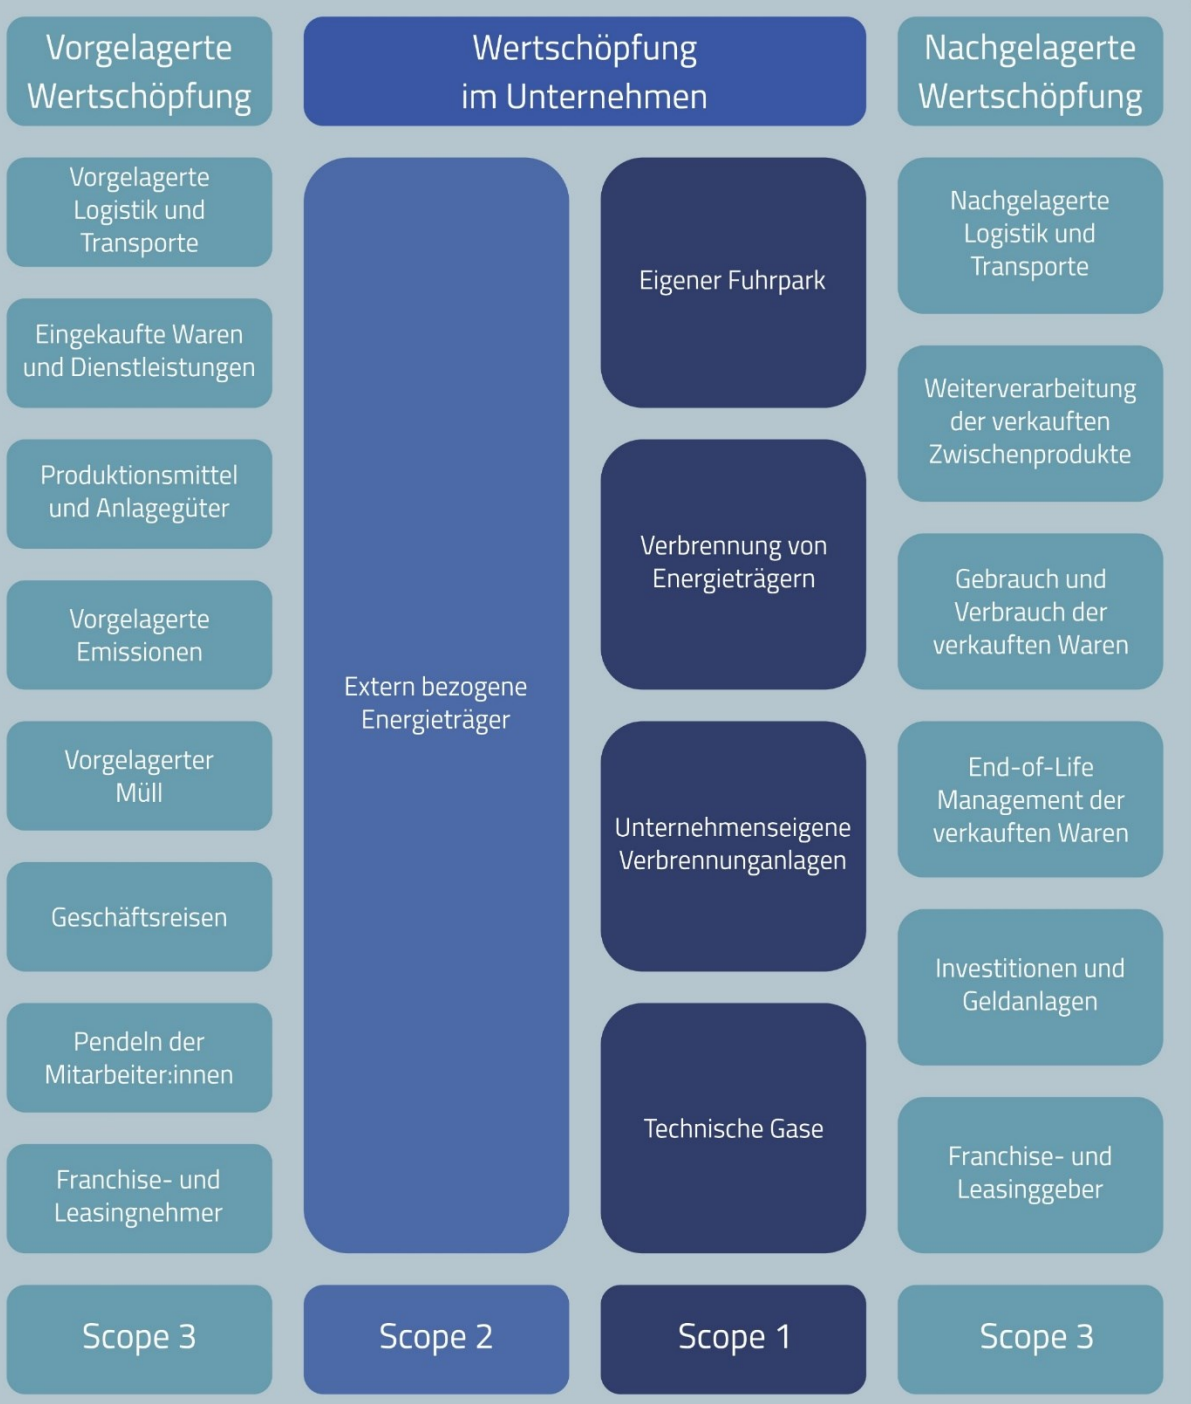 Vorgelagerte
Wertschöpfung
Wertschöpfung
im Unternehmen
Nachgelagerte
Wertschöpfung
Vorgelagerte
Logistik und
Transporte
Eingekaufte Waren
und Dienstleistungen
Produktionsmittel
und Anlagegüter
Vorgelagerte
Emissionen
Vorgelagerter
Müll
Geschäftsreisen
Pendeln der
Mitarbeiter:innen
Franchise- und
Leasingnehmer
Scope 3
Extern bezogene
Energieträger
Scope 2
Eigener Fuhrpark
Verbrennung von
Energieträgern
Unternehmenseigene
Verbrennunganlagen
Technische Gase
Scope 1
Nachgelagerte
Logistik und
Transporte
Weiterverarbeitung
der verkauften
Zwischenprodukte
Gebrauch und
Verbrauch der
verkauften Waren
End-of-Life
Management der
verkauften Waren
Investitionen und
Geldanlagen
Franchise- und
Leasinggeber
Scope 3